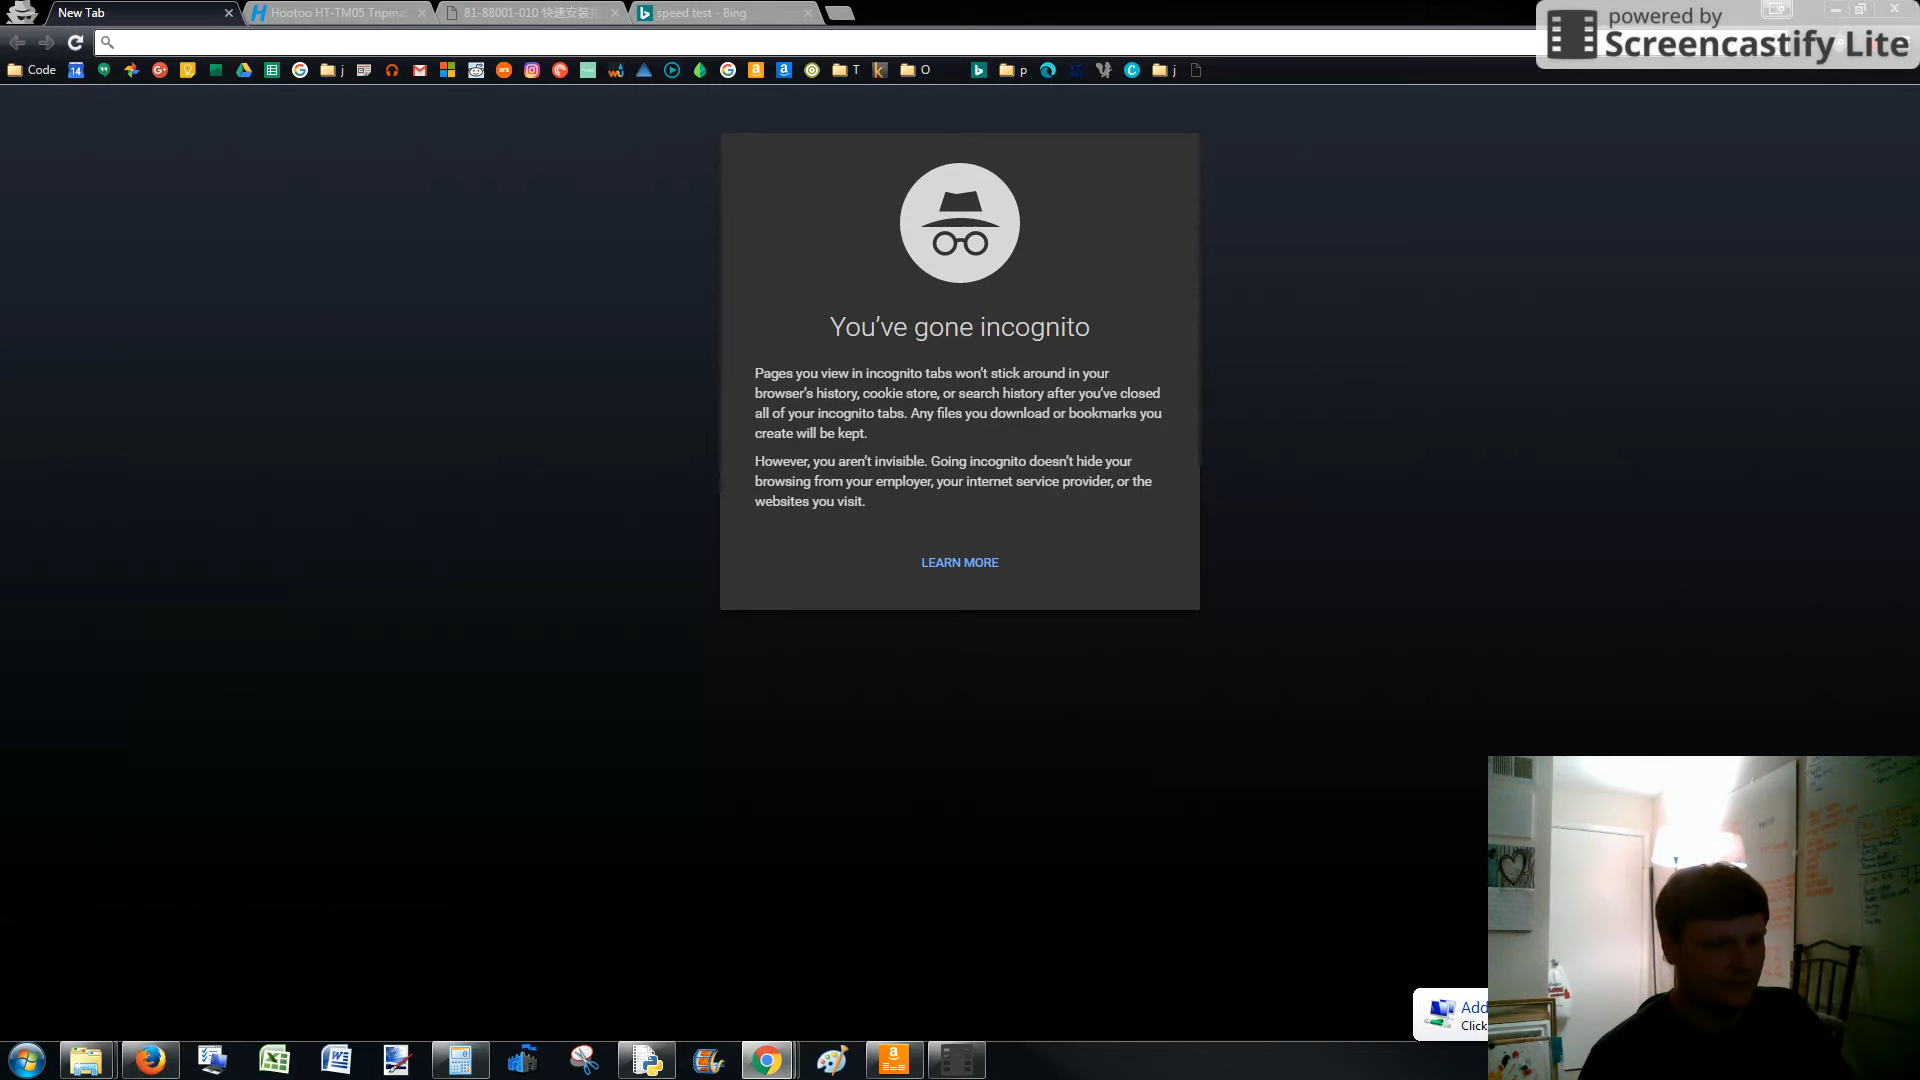 New Tab
Hootoo HT-TM05 Tripma
81-88001-010 快速安装指
speed test - Bing
powered by
Screencastify Lite
Code
14
j
ars
T
O
p
j
You've gone incognito
Pages you view in incognito tabs won't stick around in your
browser's history, cookie store, or search history after you've closed
all of your incognito tabs. Any files you download or bookmarks you
create will be kept.
However, you aren't invisible. Going incognito doesn't hide your
browsing from your employer, your internet service provider, or the
websites you visit.
LEARN MORE
Add
Click